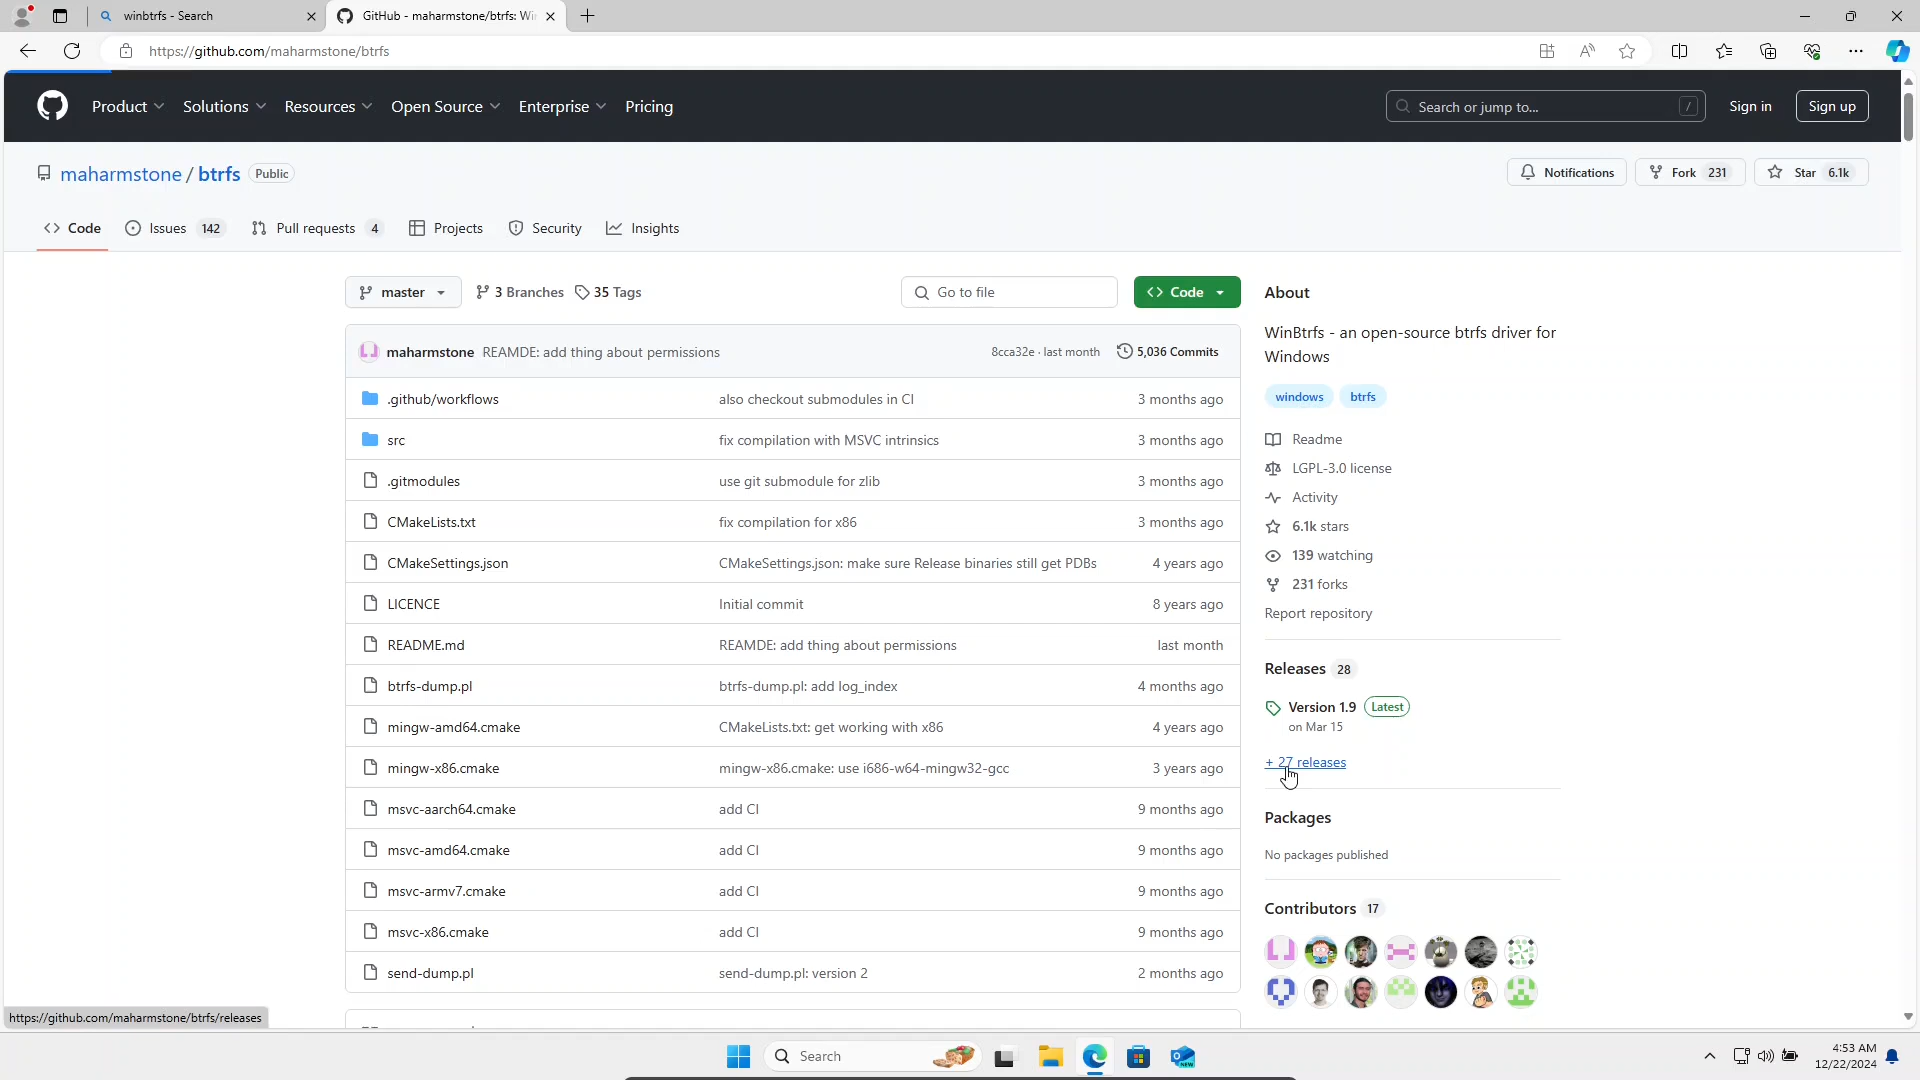 winbtrfs - Search
GitHub - maharmstone/btrfs: Wi
https://github.com/maharmstone/btrfs
Product Solutions Resources Open Source Enterprise Pricing
Search or jump to... /
Sign in
Sign up
maharmstone / btrfs Public
Notifications
Fork 231
Star 6.1k
Code
Issues 142
Pull requests 4
Projects
Security
Insights
master
3 Branches
35 Tags
Go to file
Code
maharmstone REAMDE: add thing about permissions 8cca32e · last month 5,036 Commits
.github/workflows also checkout submodules in CI 3 months ago
src fix compilation with MSVC intrinsics 3 months ago
.gitmodules use git submodule for zlib 3 months ago
CMakeLists.txt fix compilation for x86 3 months ago
CMakeSettings.json CMakeSettings.json: make sure Release binaries still get PDBs 4 years ago
LICENCE Initial commit 8 years ago
README.md REAMDE: add thing about permissions last month
btrfs-dump.pl btrfs-dump.pl: add log_index 4 months ago
mingw-amd64.cmake CMakeLists.txt: get working with x86 4 years ago
mingw-x86.cmake mingw-x86.cmake: use i686-w64-mingw32-gcc 3 years ago
msvc-aarch64.cmake add CI 9 months ago
msvc-amd64.cmake add CI 9 months ago
msvc-armv7.cmake add CI 9 months ago
msvc-x86.cmake add CI 9 months ago
send-dump.pl send-dump.pl: version 2 2 months ago
About
WinBtrfs - an open-source btrfs driver for
Windows
windows btrfs
Readme
LGPL-3.0 license
Activity
6.1k stars
139 watching
231 forks
Report repository
Releases 28
Version 1.9 Latest
on Mar 15
+ 27 releases
Packages
No packages published
Contributors 17
https://github.com/maharmstone/btrfs/releases
Search
NEW
4:53 AM
12/22/2024